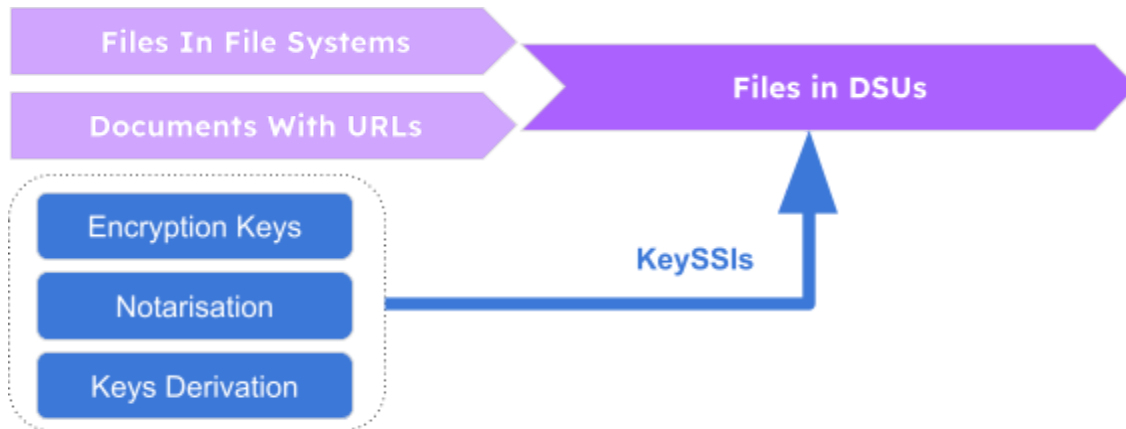 Files In File Systems
Files in DSUs
Documents With URLs
Encryption Keys
KeySSIs
Notarisation
Keys Derivation